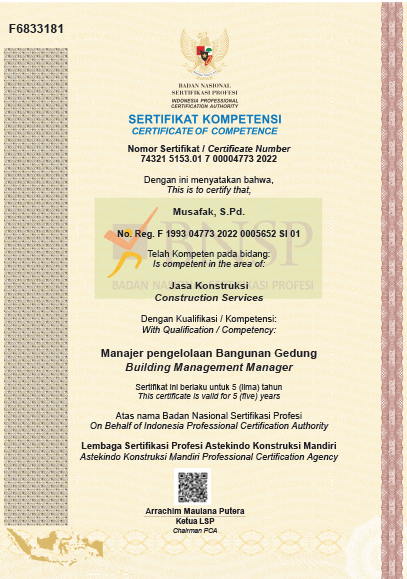 F6833181
BADAN NASIONAL
SERTIFIKASI PROFESI
INDONESIA PROFESSIONAL
CERTIFICATION AUTHORITY
SERTIFIKAT KOMPETENSI
CERTIFICATE OF COMPETENCE
Nomor Sertifikat / Certificate Number
74321 5153.01 7 00004773 2022
Dengan ini menyatakan bahwa,
This is to certify that,
Musafak, S.Pd.
No. Reg. F 1993 04773 2022 0005652 SI 01
BNSP
Telah Kompeten pada bidang:
Is competent in the area of:
BADAN NASIONAL SERTIFIKASI PROFESI
Jasa Konstruksi
Construction Services
Dengan Kualifikasi / Kompetensi:
With Qualification / Competency:
Manajer pengelolaan Bangunan Gedung
Building Management Manager
Sertifikat ini berlaku untuk 5 (lima) tahun
This certificate is valid for 5 (five) years
Atas nama Badan Nasional Sertifikasi Profesi
On Behalf of Indonesia Professional Certification Authority
Lembaga Sertifikasi Profesi Astekindo Konstruksi Mandiri
Astekindo Konstruksi Mandiri Professional Certification Agency
Arrachim Maulana Putera
Ketua LSP
Chairman PCA